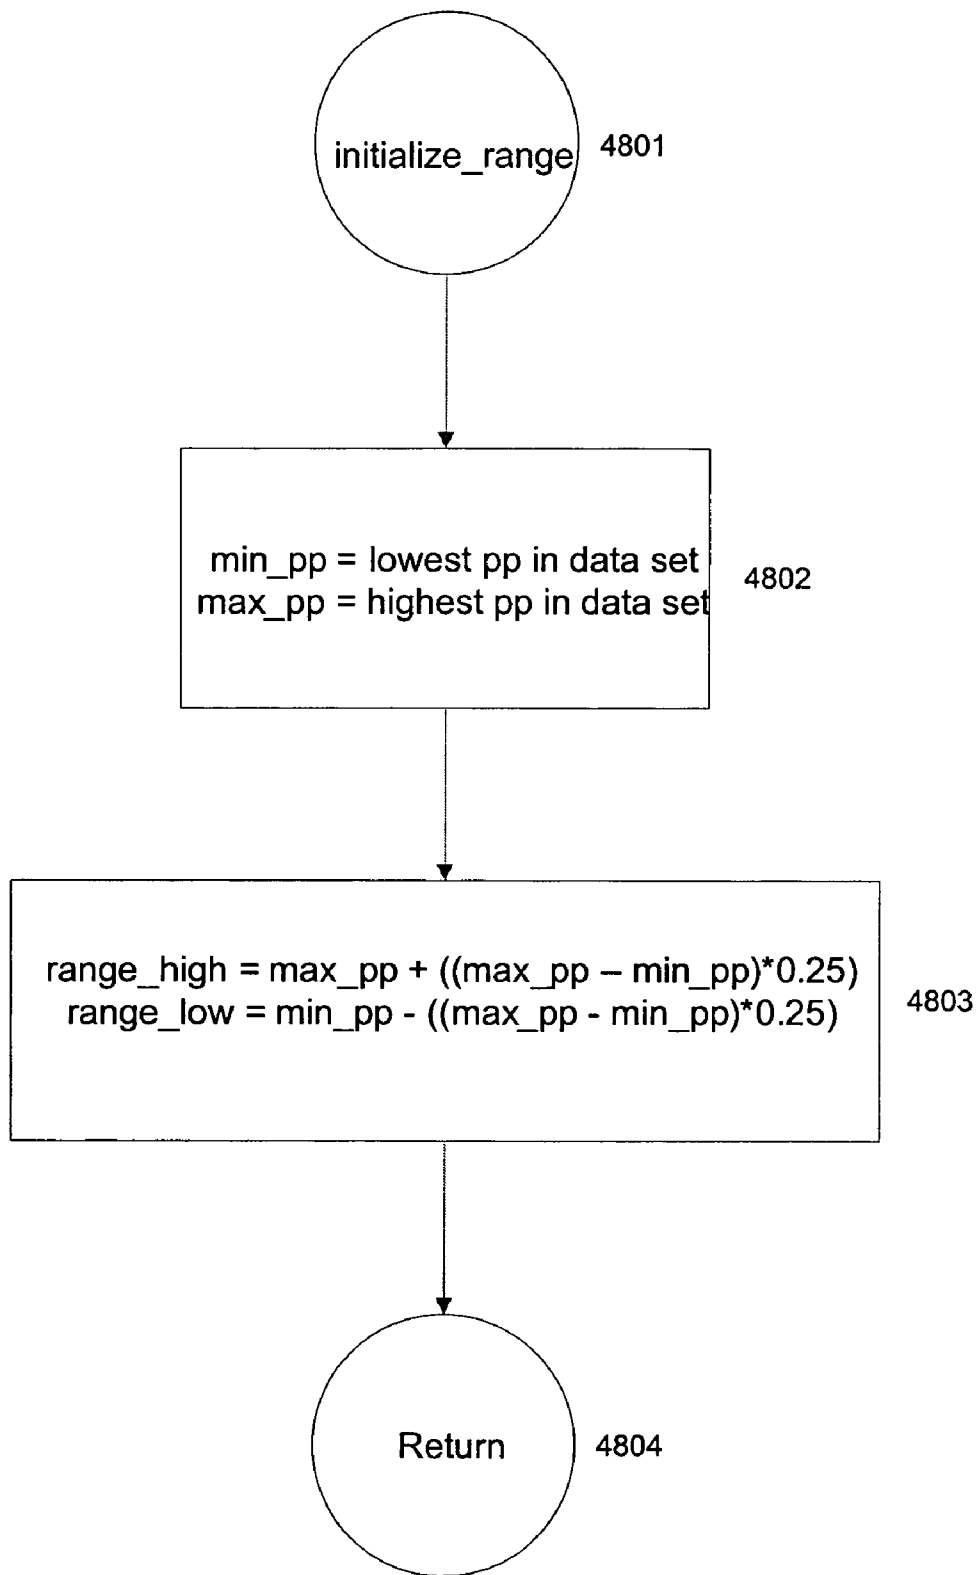 initialize_range
4801
min_pp = lowest pp in data set
max_pp = highest pp in data set
4802
range_high = max_pp + ((max_pp – min_pp)*0.25)
range_low = min_pp - ((max_pp - min_pp)*0.25)
4803
Return
4804